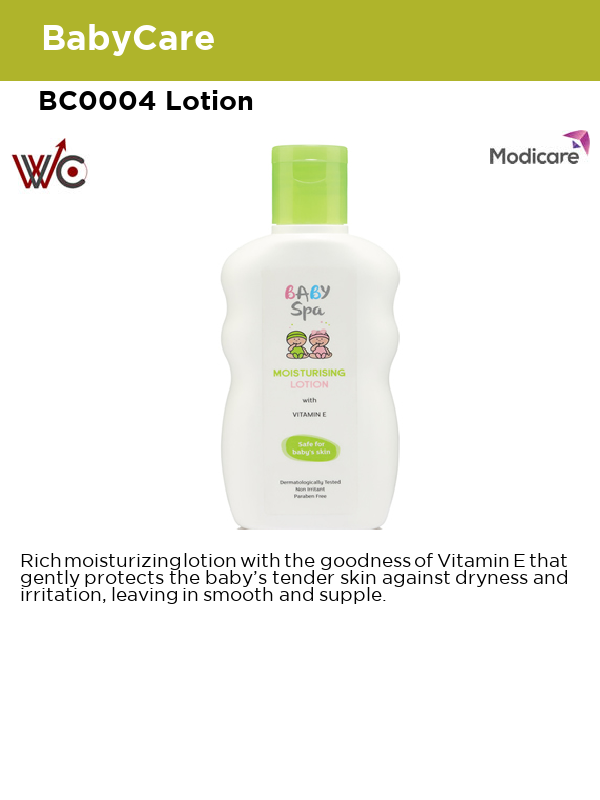 BabyCare
BC0004 Lotion
WC
Modicare
BABY
Spa
MOISTURISING
LOTION
with
VITAMIN E
Safe for
baby's skin
Dermatologically Tested
Non Irritant
Paraben Free
Rich moisturizing lotion with the goodness of Vitamin E that
gently protects the baby’s tender skin against dryness and
irritation, leaving in smooth and supple.